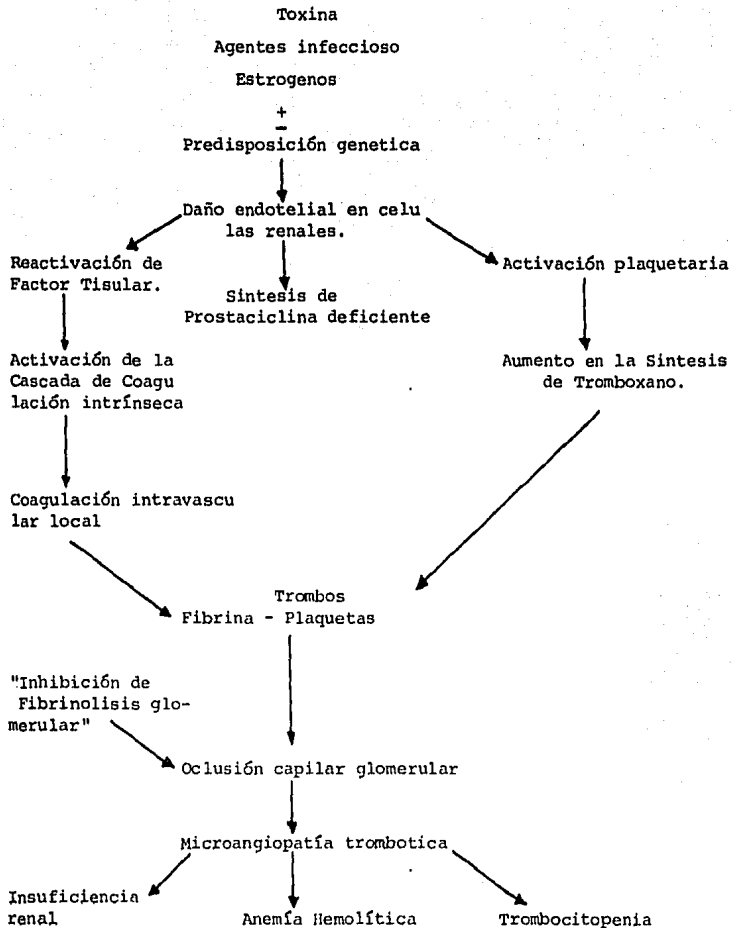 Toxina
Agentes infeccioso
Estrogenos
+
-
Predisposición genetica
Daño endotelial en celu
las renales.
Reactivación de
Factor Tisular.
Sintesis de
Prostaciclina deficiente
Activación plaquetaria
Activación de la
Cascada de Coagu
lación intrínseca
Aumento en la Sintesis
de Tromboxano.
Coagulación intravascu
lar local
Trombos
Fibrina - Plaquetas
"Inhibición de
Fibrinolisis glo-
merular"
Oclusión capilar glomerular
Microangiopatía trombotica
Insuficiencia
renal
Anemía Hemolítica
Trombocitopenia